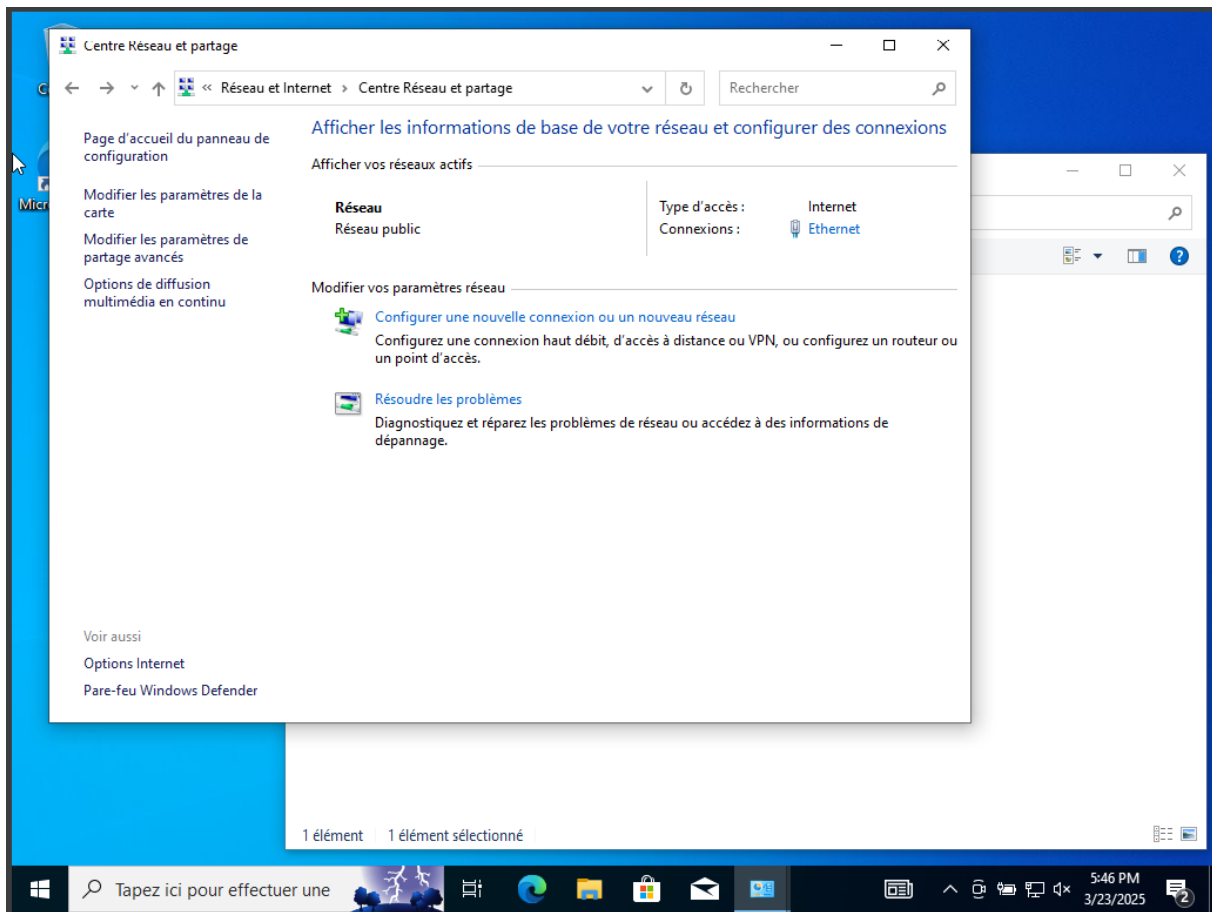 Centre Réseau et partage
« Réseau et Internet > Centre Réseau et partage
Rechercher
Page d'accueil du panneau de
configuration
Modifier les paramètres de la
carte
Modifier les paramètres de
partage avancés
Options de diffusion
multimédia en continu
Afficher les informations de base de votre réseau et configurer des connexions
Afficher vos réseaux actifs
Réseau
Réseau public
Type d'accès :
Internet
Connexions :
Ethernet
Modifier vos paramètres réseau
Configurer une nouvelle connexion ou un nouveau réseau
Configurez une connexion haut débit, d'accès à distance ou VPN, ou configurez un routeur ou
un point d'accès.
Résoudre les problèmes
Diagnostiquez et réparez les problèmes de réseau ou accédez à des informations de
dépannage.
Voir aussi
Options Internet
Pare-feu Windows Defender
C
Micr
1 élément
1 élément sélectionné
Tapez ici pour effectuer une
5:46 PM
3/23/2025
2